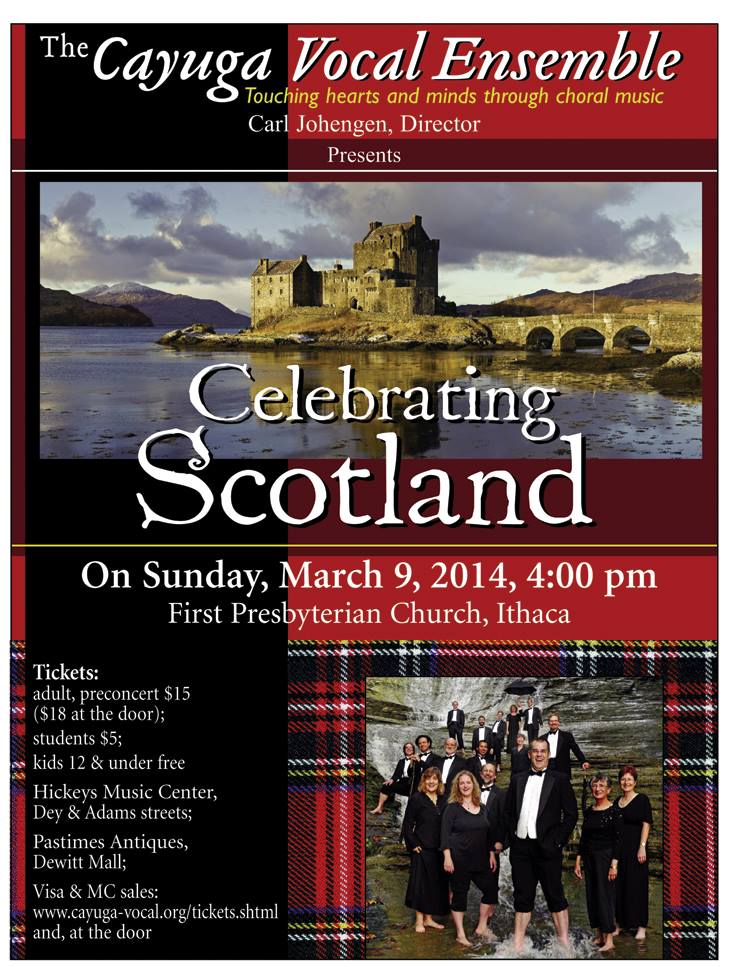 The Cayuga Vocal Ensemble
Touching hearts and minds through choral music
Carl Johengen, Director
Presents
Celebrating
Scotland
On Sunday, March 9, 2014, 4:00 pm
First Presbyterian Church, Ithaca
Tickets:
adult, preconcert $15
($18 at the door);
students $5;
kids 12 & under free
Hickeys Music Center,
Dey & Adams streets;
Pastimes Antiques,
Dewitt Mall;
Visa & MC sales:
www.cayuga-vocal.org/tickets.shtml
and, at the door